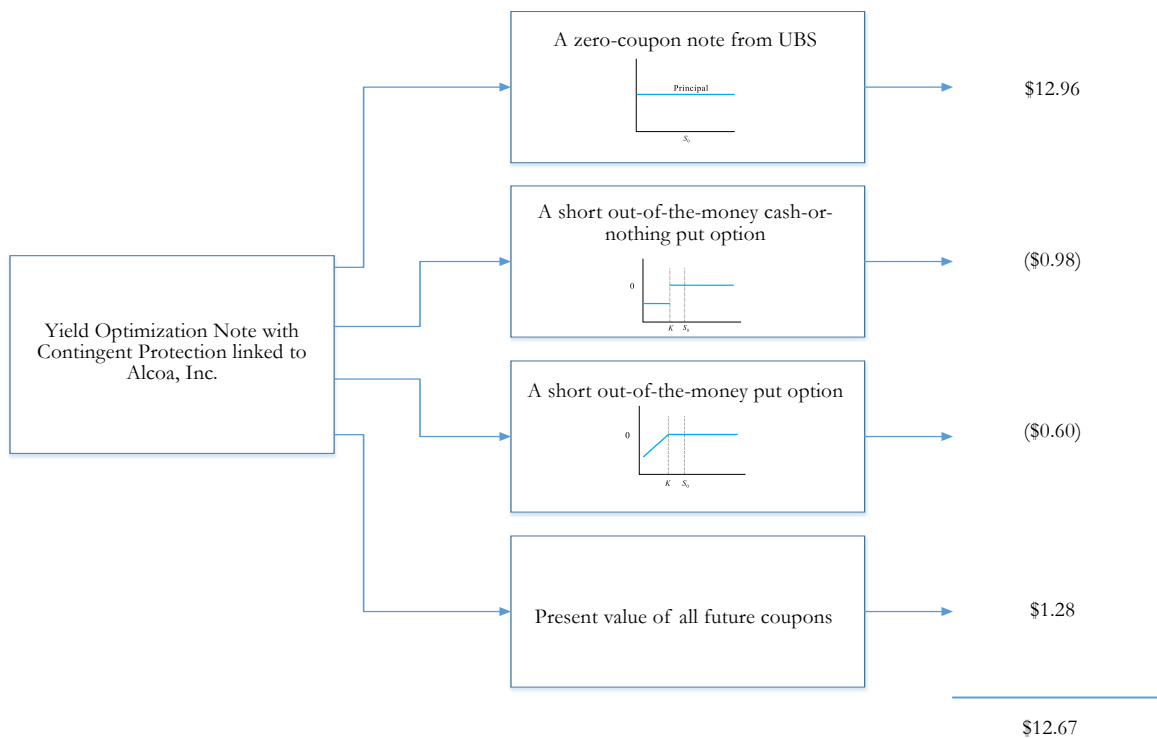 A zero-coupon note from UBS
Principal
S₀
$12.96
A short out-of-the-money cash-or-
nothing put option
0
K S₀
($0.98)
Yield Optimization Note with
Contingent Protection linked to
Alcoa, Inc.
A short out-of-the-money put option
0
K S₀
($0.60)
Present value of all future coupons
$1.28
$12.67